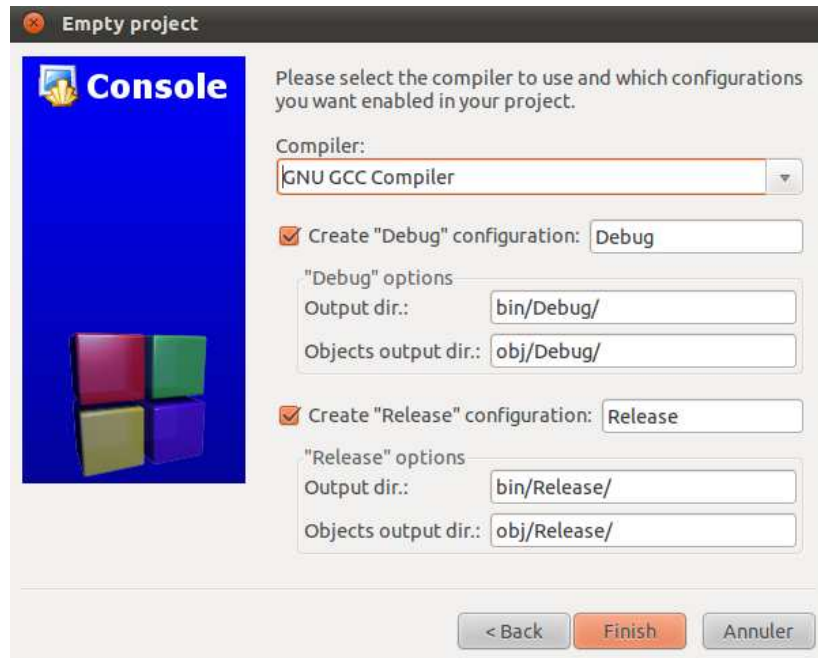 Empty project
Console
Please select the compiler to use and which configurations
you want enabled in your project.
Compiler:
GNU GCC Compiler
Create "Debug" configuration: Debug
"Debug" options
Output dir.: bin/Debug/
Objects output dir.: obj/Debug/
Create "Release" configuration: Release
"Release" options
Output dir.: bin/Release/
Objects output dir.: obj/Release/
< Back Finish Annuler